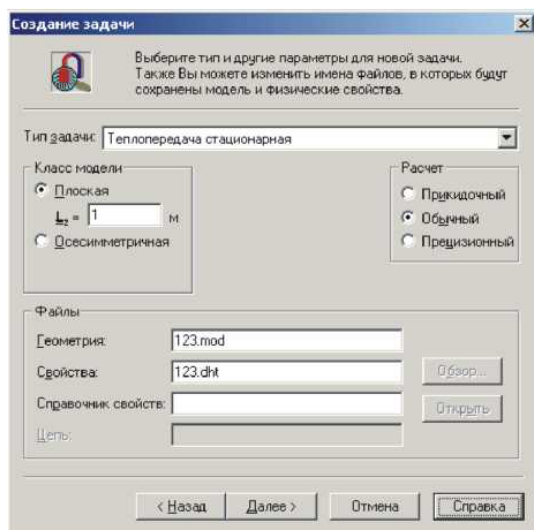 Создание задачи
Выберите тип и другие параметры для новой задачи.
Также Вы можете изменить имена файлов, в которых будут
сохранены модель и физические свойства.
Тип задачи: Теплопередача стационарная
Класс модели
Плоская
Lz = 1 м
Осесимметричная
Расчет
Прикидочный
Обычный
Прецизионный
Файлы
Геометрия: 123.mod
Свойства: 123.dht
Обзор...
Справочник свойств:
Открыть
Цепь:
< Назад Далее > Отмена Справка